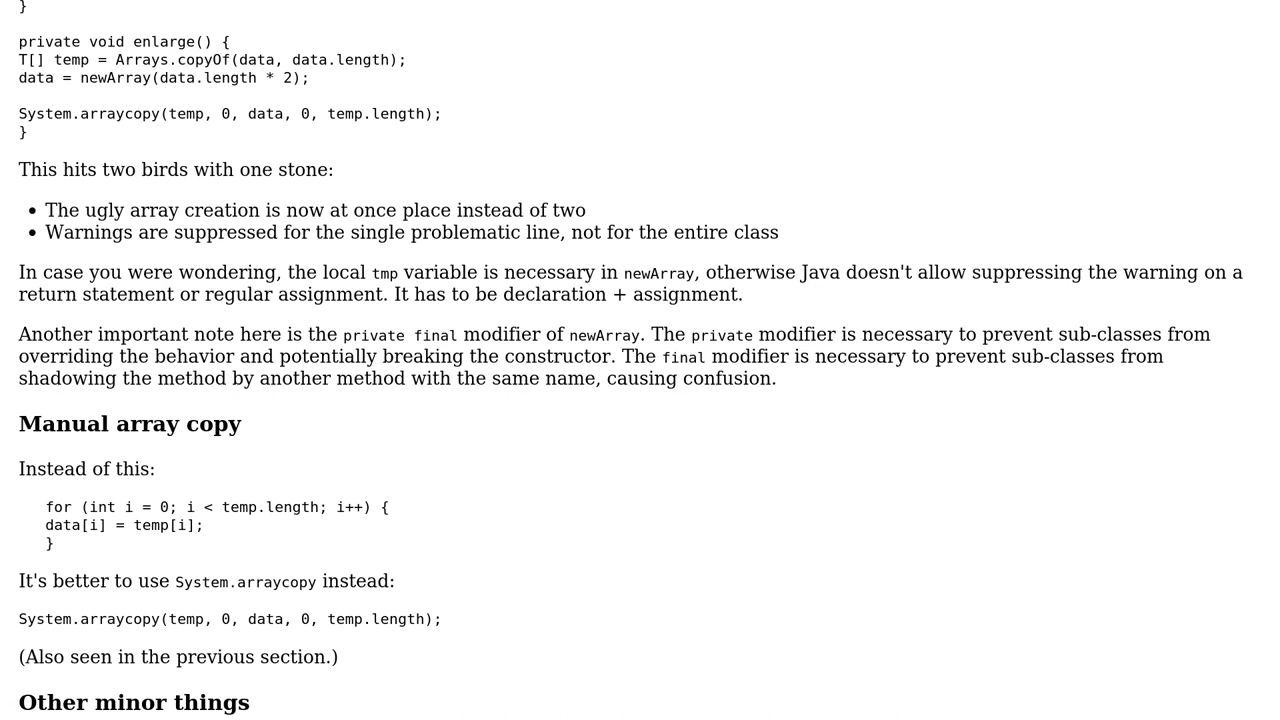 }
private void enlarge() {
T[] temp = Arrays.copyOf(data, data.length);
data = newArray(data.length * 2);
System.arraycopy(temp, 0, data, 0, temp.length);
}
This hits two birds with one stone:
• The ugly array creation is now at once place instead of two
• Warnings are suppressed for the single problematic line, not for the entire class
In case you were wondering, the local tmp variable is necessary in newArray, otherwise Java doesn't allow suppressing the warning on a
return statement or regular assignment. It has to be declaration + assignment.
Another important note here is the private final modifier of newArray. The private modifier is necessary to prevent sub-classes from
overriding the behavior and potentially breaking the constructor. The final modifier is necessary to prevent sub-classes from
shadowing the method by another method with the same name, causing confusion.
Manual array copy
Instead of this:
for (int i = 0; i < temp.length; i++) {
data[i] = temp[i];
}
It's better to use System.arraycopy instead:
System.arraycopy(temp, 0, data, 0, temp.length);
(Also seen in the previous section.)
Other minor things